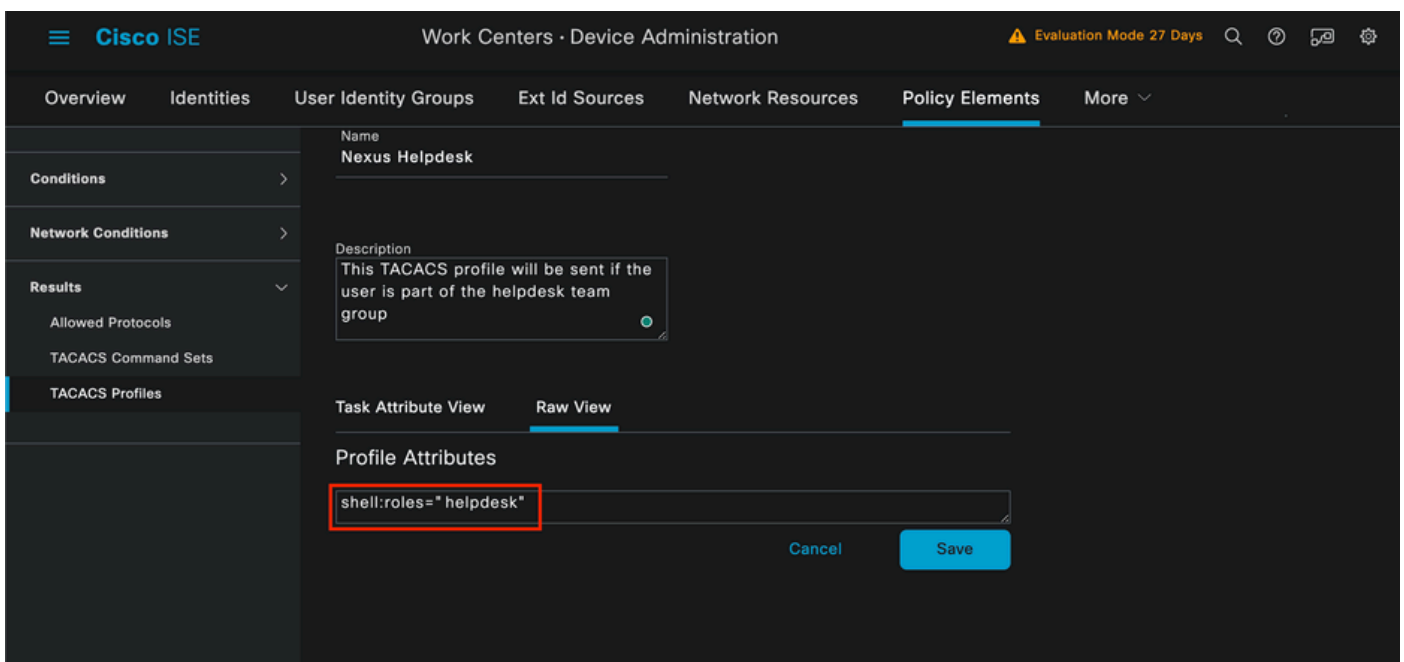 Cisco ISE
Work Centers · Device Administration
Evaluation Mode 27 Days
Overview
Identities
User Identity Groups
Ext Id Sources
Network Resources
Policy Elements
More
Conditions
Network Conditions
Results
Allowed Protocols
TACACS Command Sets
TACACS Profiles
Name
Nexus Helpdesk
Description
This TACACS profile will be sent if the
user is part of the helpdesk team
group
Task Attribute View
Raw View
Profile Attributes
shell:roles="helpdesk"
Cancel
Save